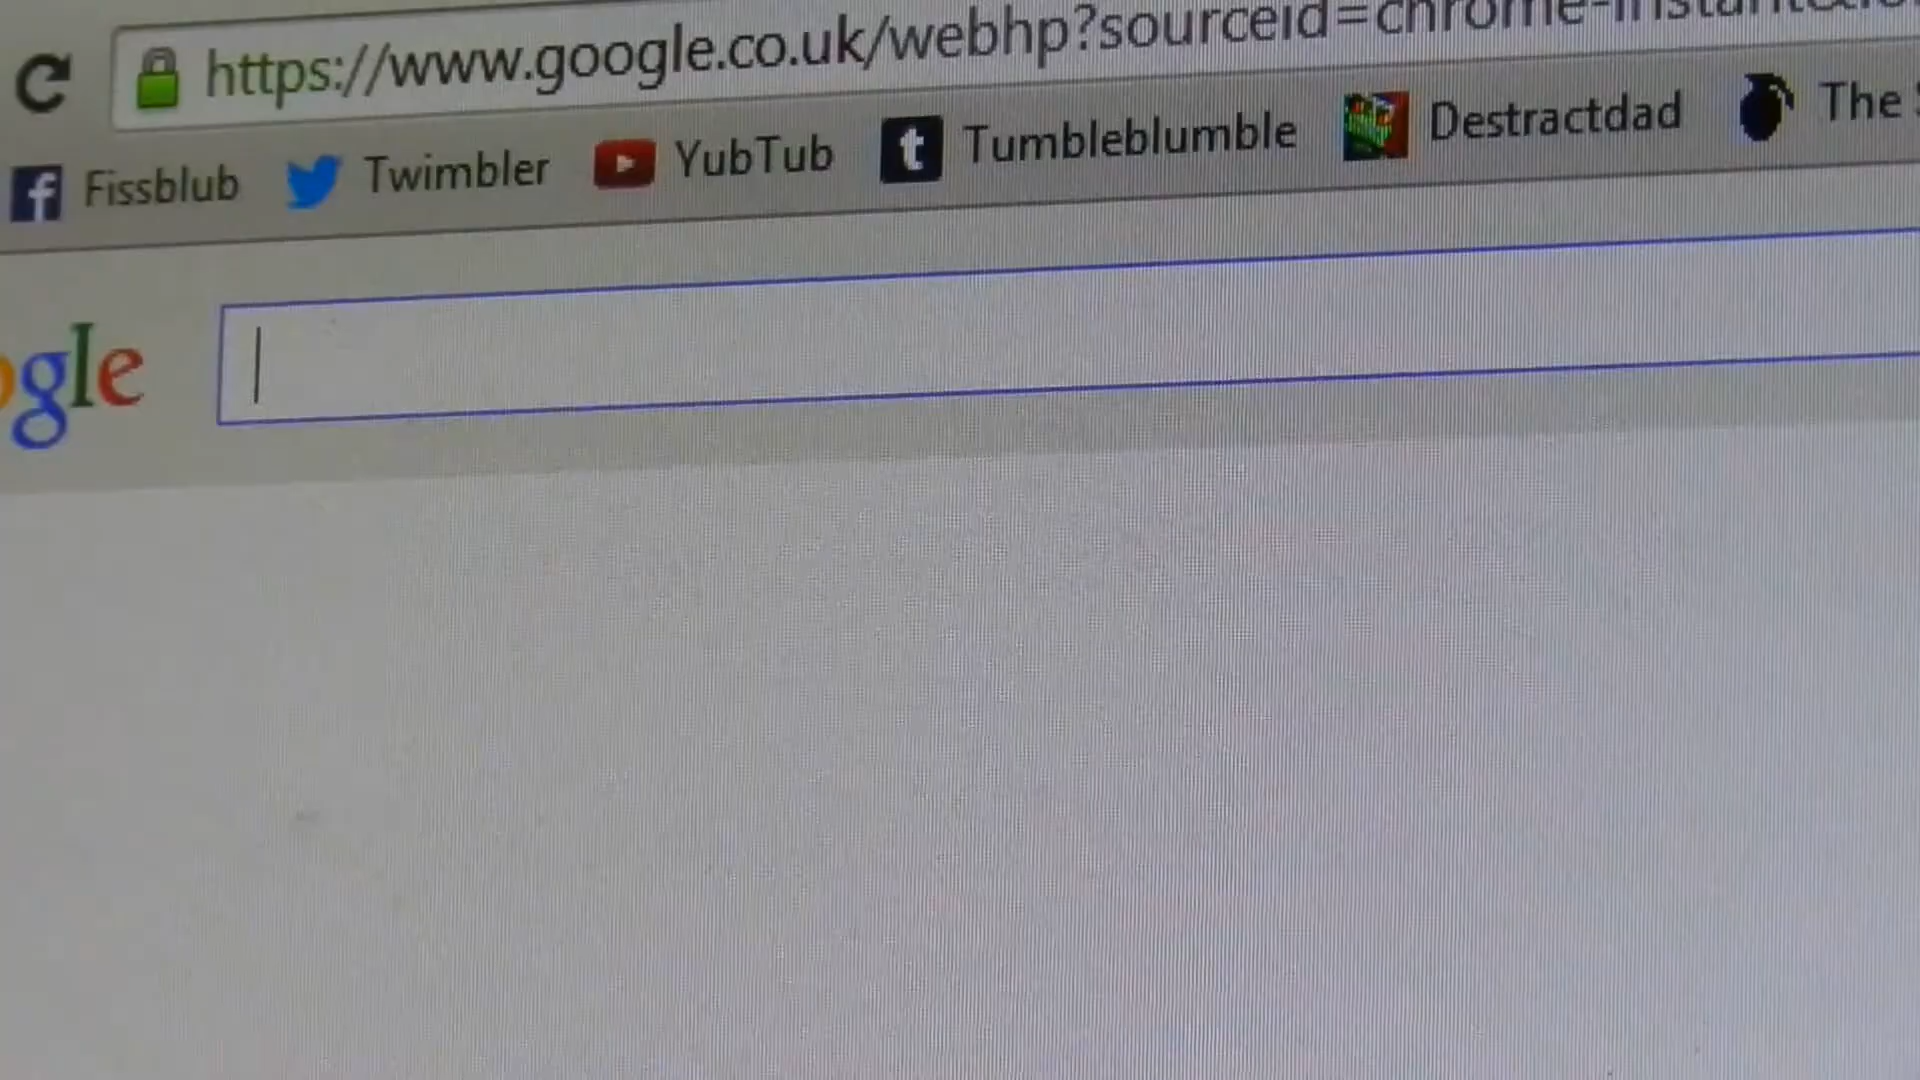 https://www.google.co.uk/webhp?sourceid=chrome-instant
f Fissblub Twimbler YubTub t Tumbleblumble Destractdad The
gle